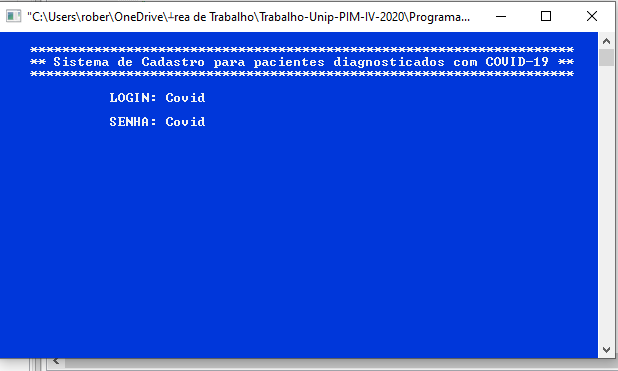 "C:\Users\rober\OneDrive\┴rea de Trabalho\Trabalho-Unip-PIM-IV-2020\Programa...
********************************************************************
** Sistema de Cadastro para pacientes diagnosticados com COVID-19 **
********************************************************************
LOGIN: Covid
SENHA: Covid